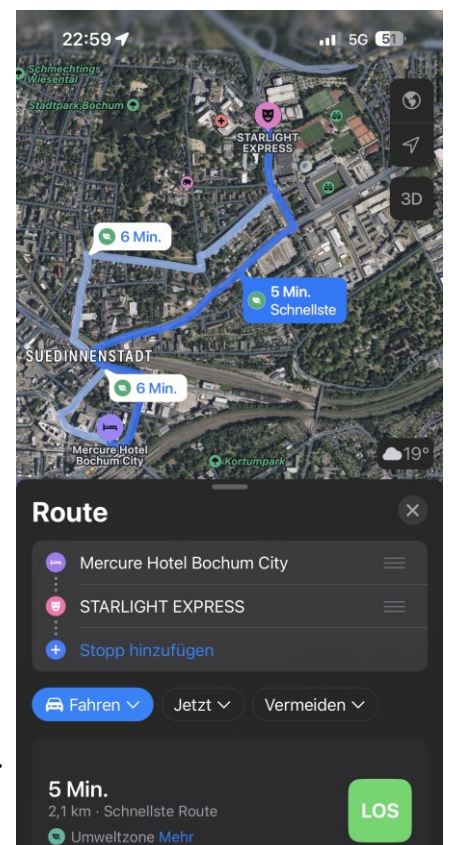 22:59
5G 51
Schmechtings
Wiesental
Stadtpark Bochum
STARLIGHT
EXPRESS
3D
6 Min.
5 Min.
Schnellste
SUEDINNENSTADT
6 Min.
Mercure Hotel
Bochum City
Kortumpark
19°
Route
Mercure Hotel Bochum City
STARLIGHT EXPRESS
Stopp hinzufügen
Fahren
Jetzt
Vermeiden
5 Min.
2,1 km · Schnellste Route
LOS
Umweltzone Mehr